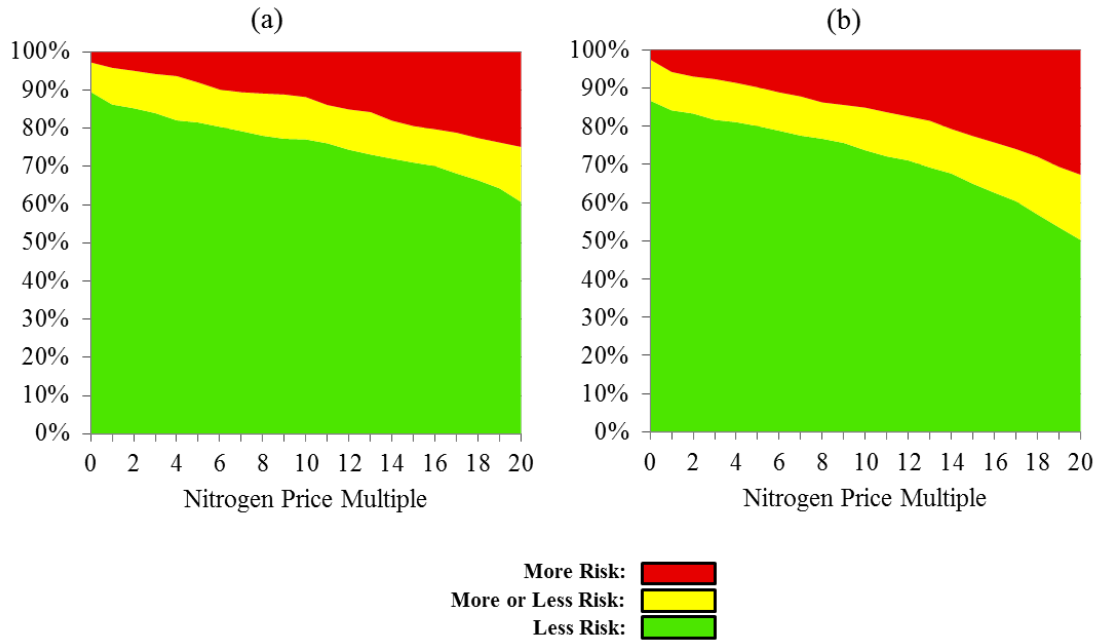 (a)
100%
90%
80%
70%
60%
50%
40%
30%
20%
10%
0%
0 2 4 6 8 10 12 14 16 18 20
Nitrogen Price Multiple
(b)
100%
90%
80%
70%
60%
50%
40%
30%
20%
10%
0%
0 2 4 6 8 10 12 14 16 18 20
Nitrogen Price Multiple
More Risk:
More or Less Risk:
Less Risk: